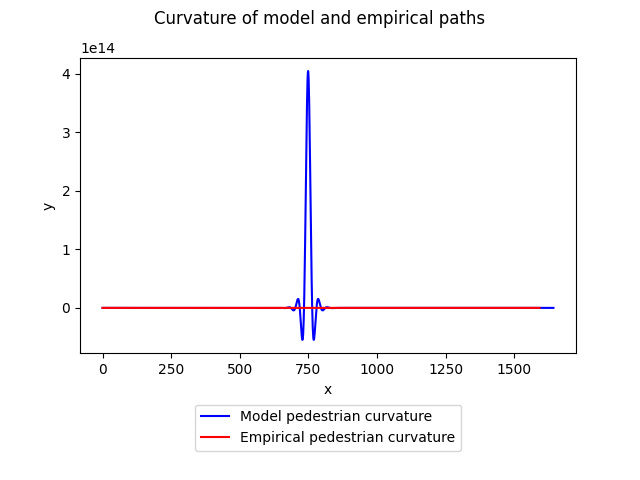 Curvature of model and empirical paths
1e14
4
3
2
1
0
y
0 250 500 750 1000 1250 1500
x
Model pedestrian curvature
Empirical pedestrian curvature